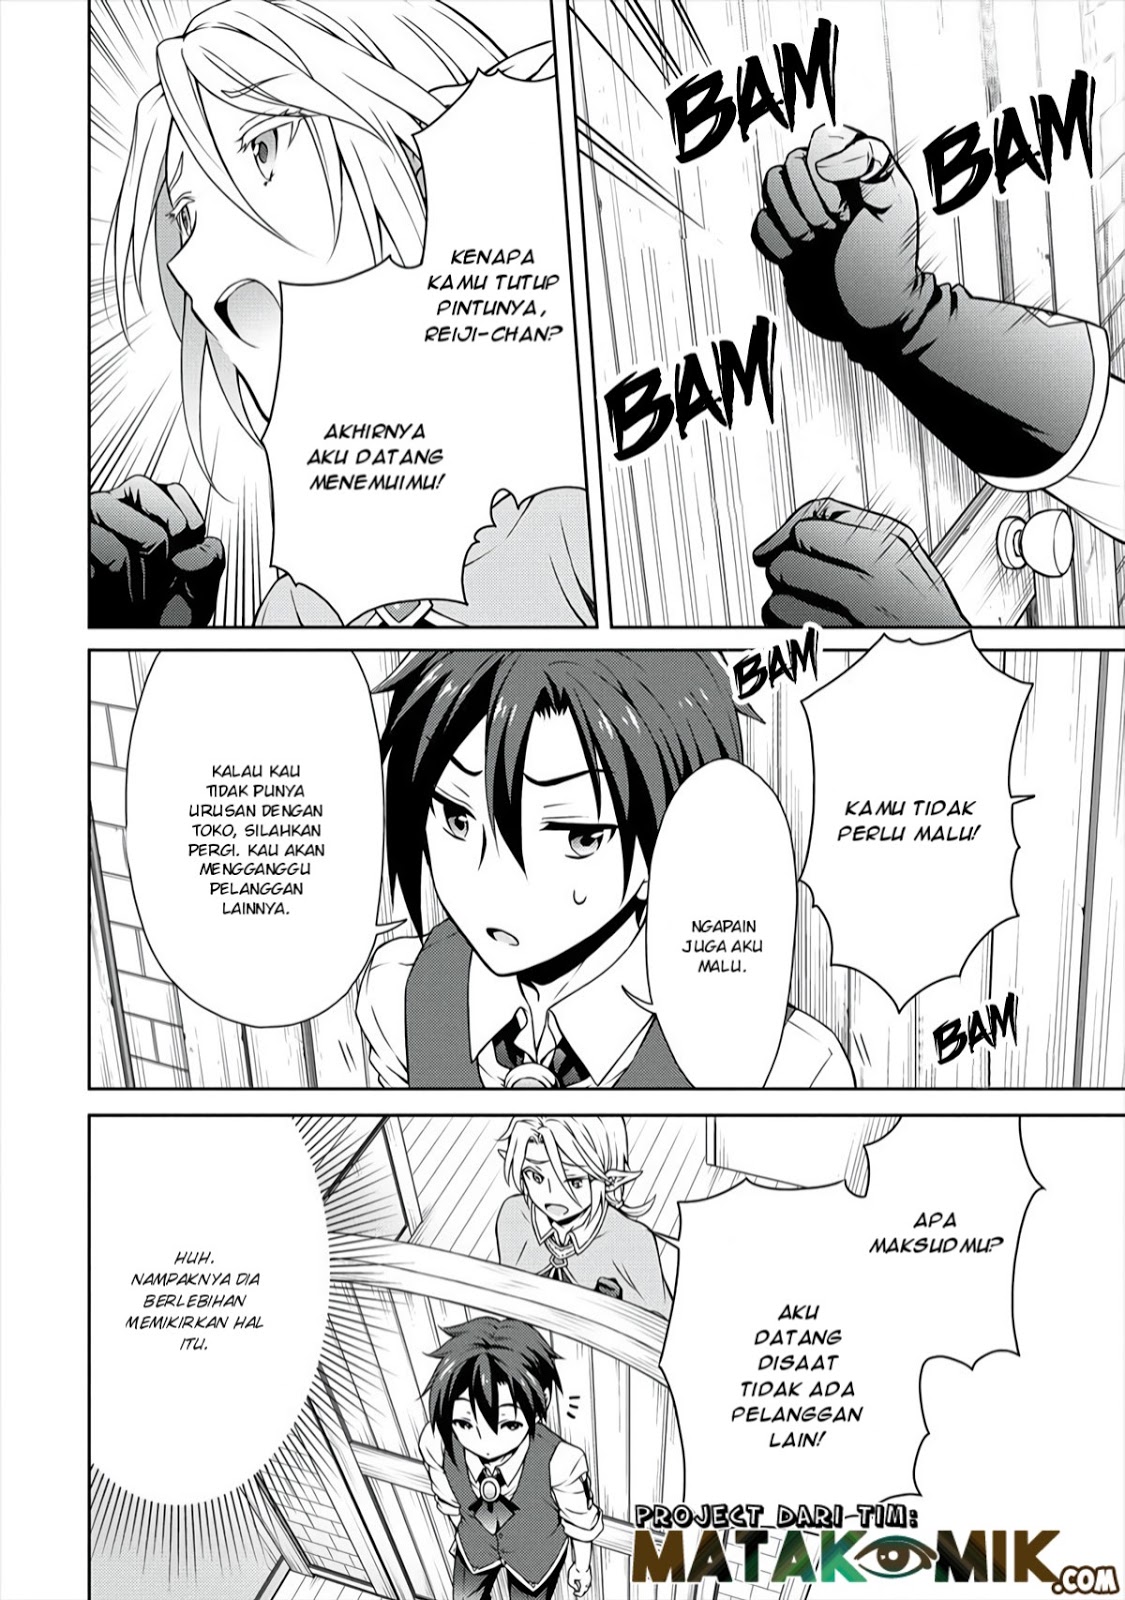 BAM
BAM
BAM
BAM
KENAPA
KAMU TUTUP
PINTUNYA,
REIJI-CHAN?
AKHIRNYA
AKU DATANG
MENEMUIMU!
BAM
BAM
KAMU TIDAK
PERLU MALU!
NGAPAIN
JUGA AKU
MALU.
KALAU KAU
TIDAK PUNYA
URUSAN DENGAN
TOKO, SILAHKAN
PERGI. KAU AKAN
MENGGANGGU
PELANGGAN
LAINNYA.
BAM
APA
MAKSUDMU?
AKU
DATANG
DISAAT
TIDAK ADA
PELANGGAN
LAIN!
HUH.
NAMPAKNYA DIA
BERLEBIHAN
MEMIKIRKAN HAL
ITU.
PROJECT DARI TIM:
MATAKOMIK.COM